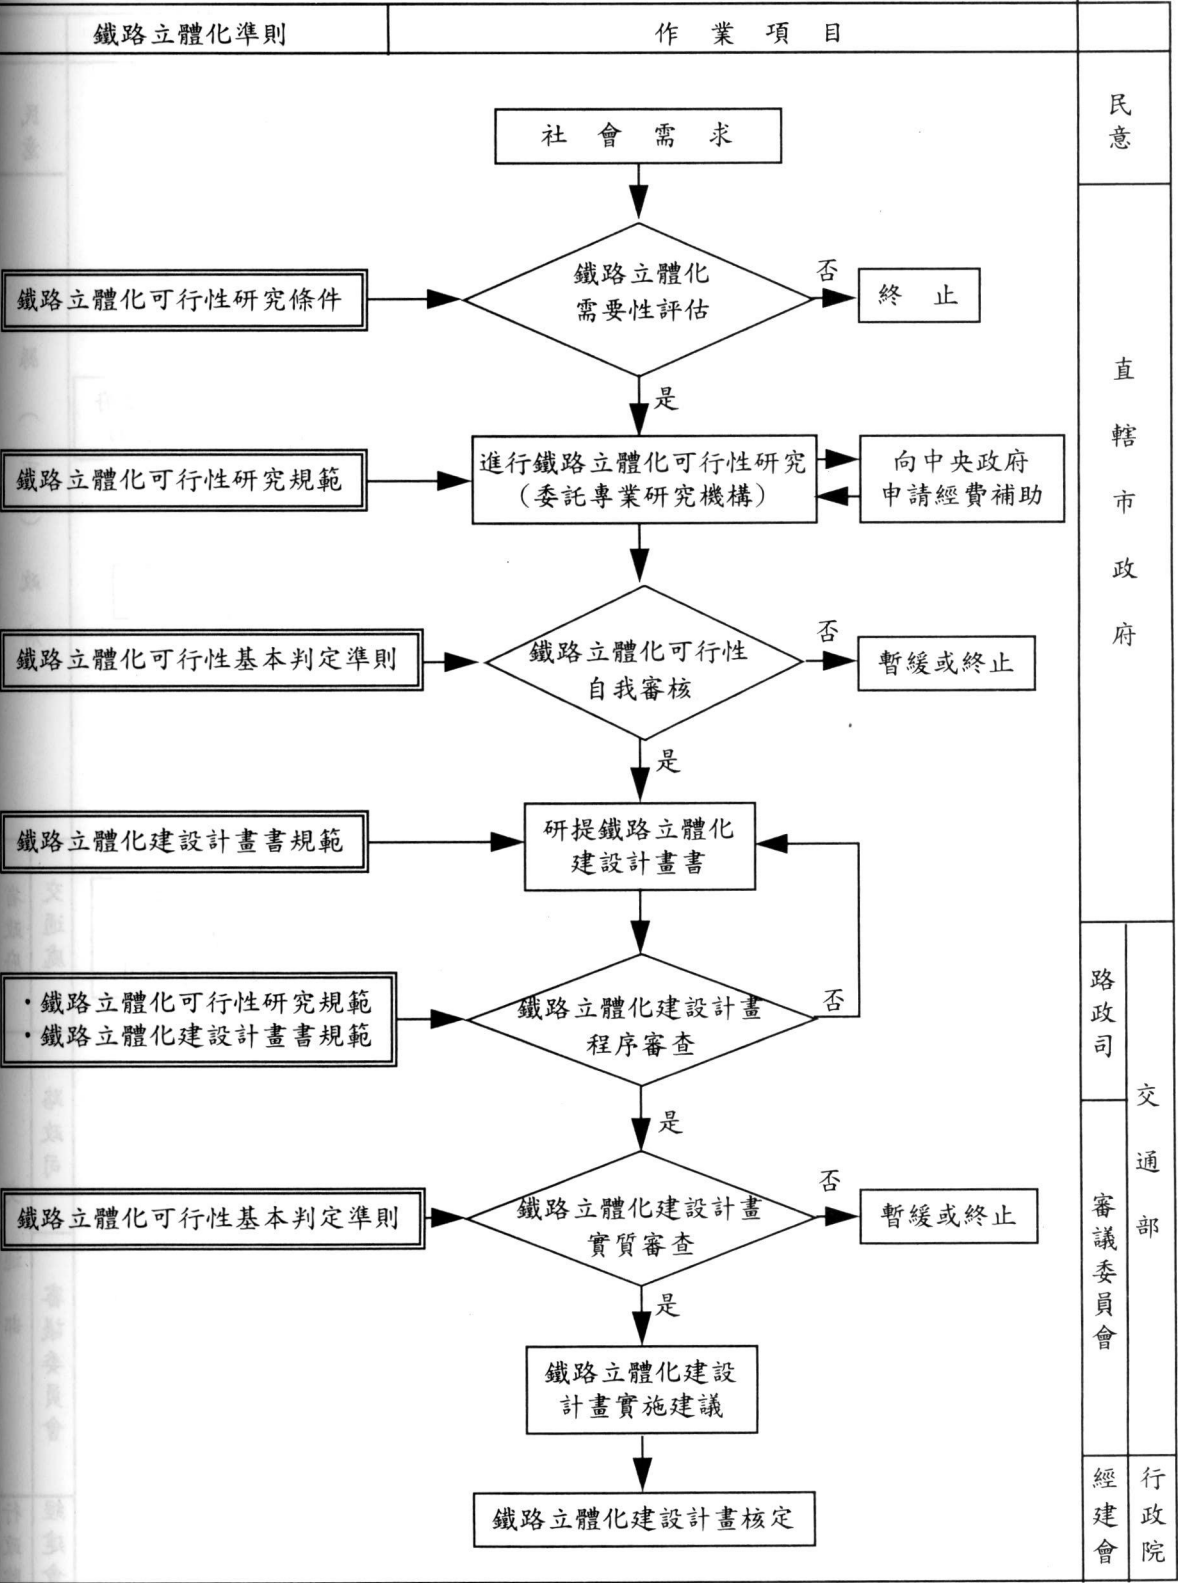 鐵路立體化準則
作業項目
社會需求
鐵路立體化可行性研究條件
鐵路立體化
需要性評估
否
終止
是
鐵路立體化可行性研究規範
進行鐵路立體化可行性研究
（委託專業研究機構）
向中央政府
申請經費補助
鐵路立體化可行性基本判定準則
鐵路立體化可行性
自我審核
否
暫緩或終止
是
鐵路立體化建設計畫書規範
研提鐵路立體化
建設計畫書
・鐵路立體化可行性研究規範
・鐵路立體化建設計畫書規範
鐵路立體化建設計畫
程序審查
否
是
鐵路立體化可行性基本判定準則
鐵路立體化建設計畫
實質審查
否
暫緩或終止
是
鐵路立體化建設
計畫實施建議
鐵路立體化建設計畫核定
民意
直轄市政府
路政司
審議委員會
交通部
經建會
行政院